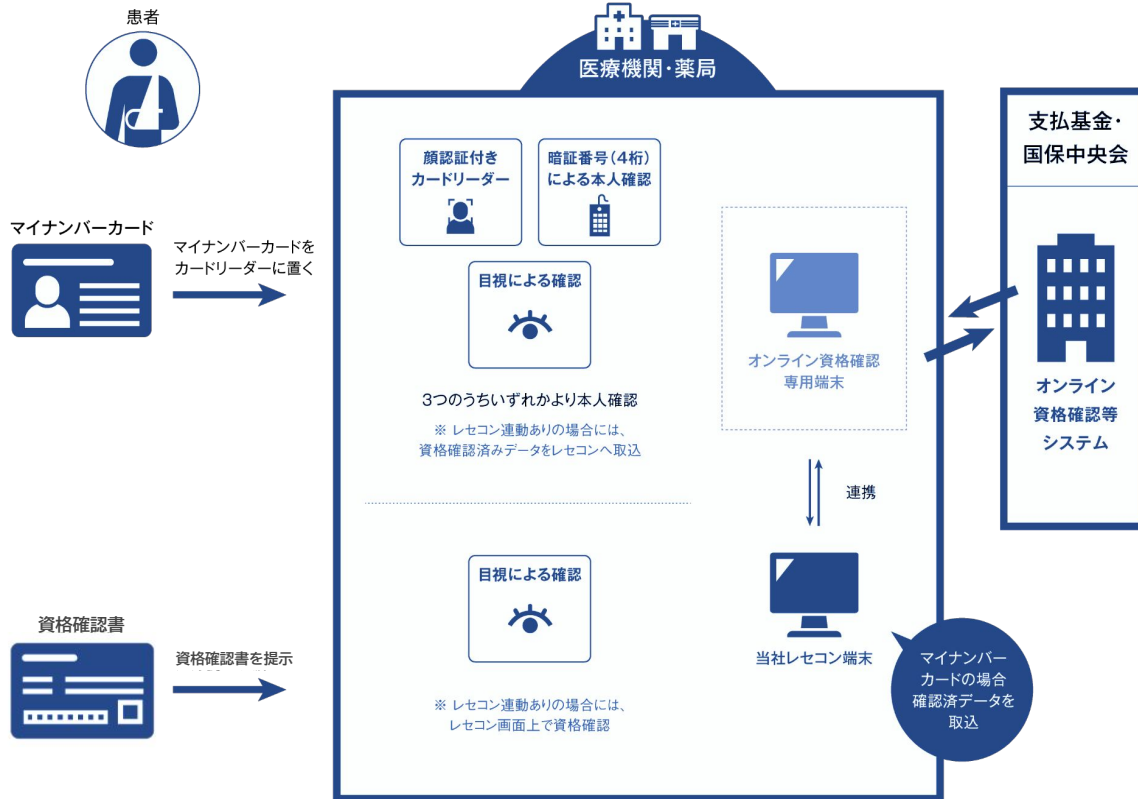 患者
医療機関・薬局
マイナンバーカード
マイナンバーカードを
カードリーダーに置く
顔認証付き
カードリーダー
暗証番号(4桁)
による本人確認
目視による確認
3つのうちいずれかより本人確認
※ レセコン連動ありの場合には、
資格確認済みデータをレセコンへ取込
オンライン資格確認
専用端末
連携
支払基金・
国保中央会
オンライン
資格確認等
システム
資格確認書
資格確認書を提示
目視による確認
※ レセコン連動ありの場合には、
レセコン画面上で資格確認
当社レセコン端末
マイナンバー
カードの場合
確認済データを
取込